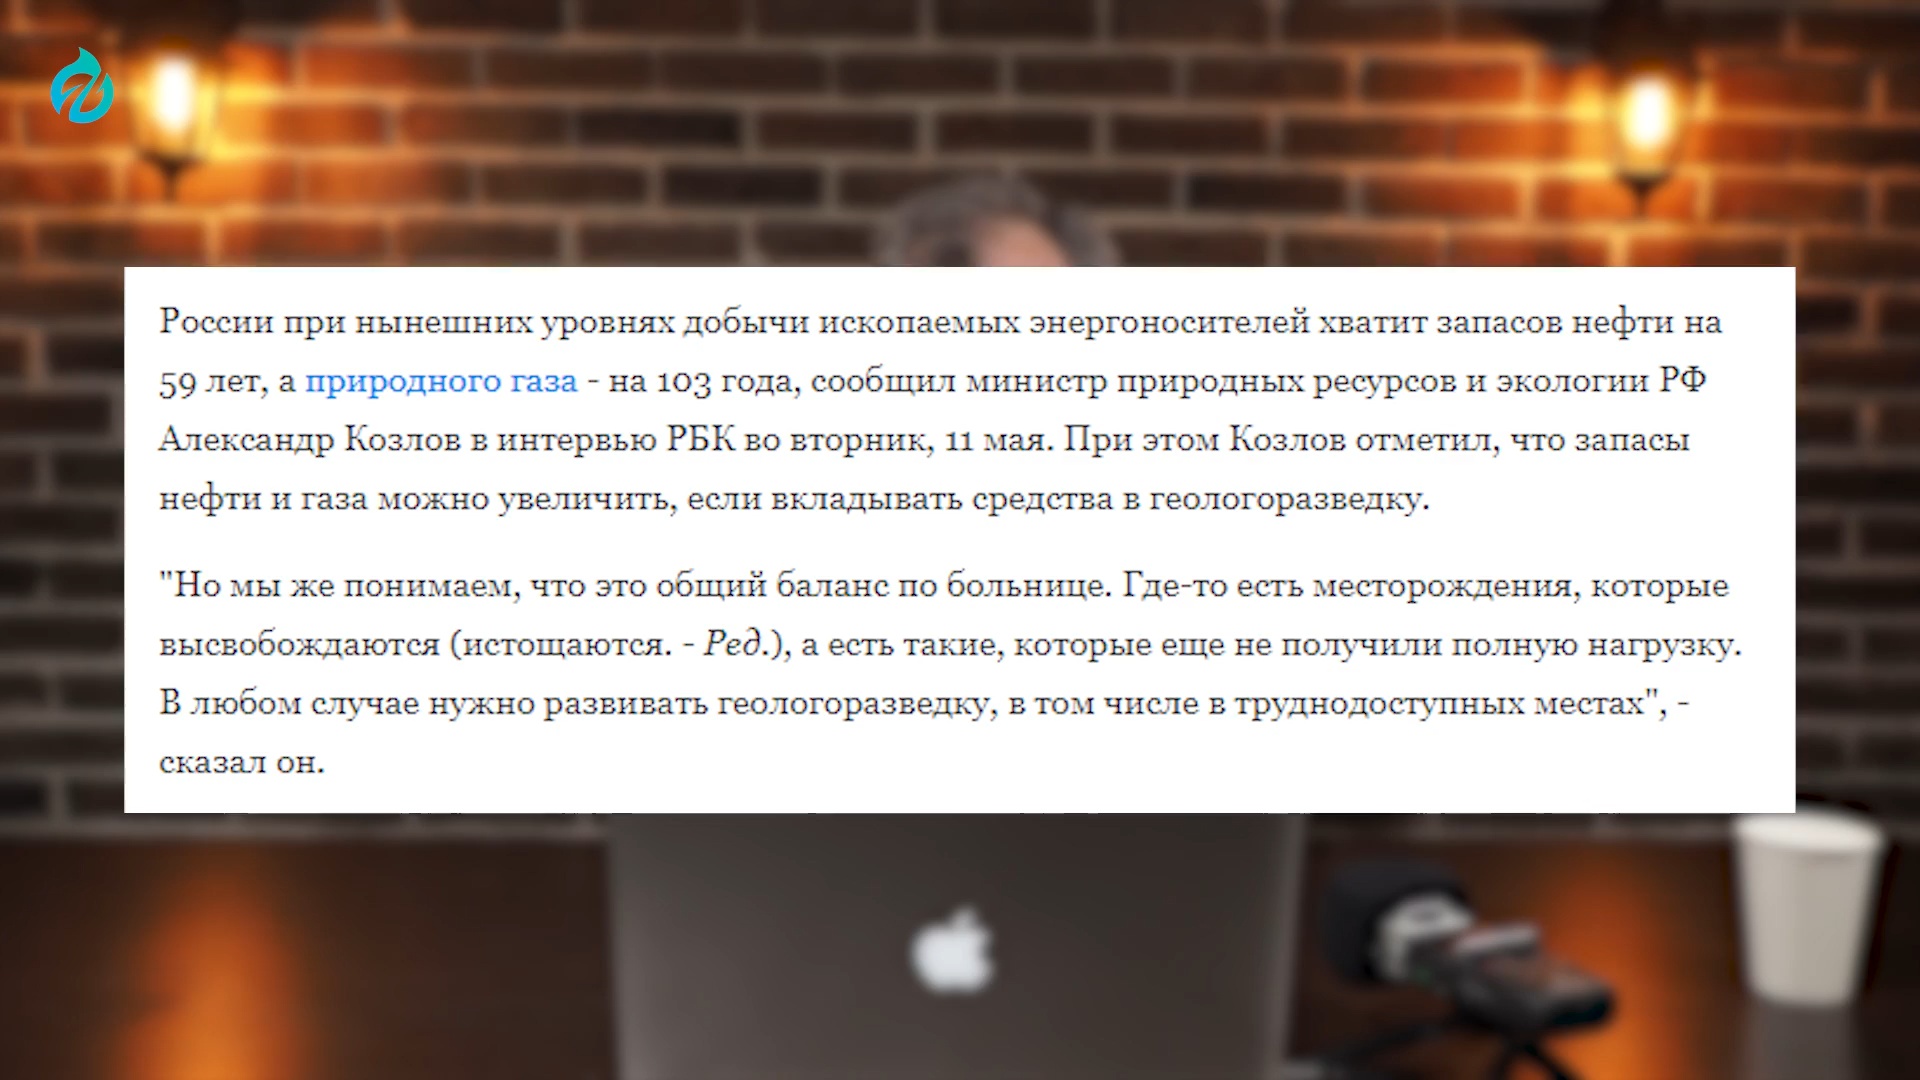 России при нынешних уровнях добычи ископаемых энергоносителей хватит запасов нефти на
59 лет, а природного газа - на 103 года, сообщил министр природных ресурсов и экологии РФ
Александр Козлов в интервью РБК во вторник, 11 мая. При этом Козлов отметил, что запасы
нефти и газа можно увеличить, если вкладывать средства в геологоразведку.
"Но мы же понимаем, что это общий баланс по больнице. Где-то есть месторождения, которые
высвобождаются (истощаются. - Ред.), а есть такие, которые еще не получили полную нагрузку.
В любом случае нужно развивать геологоразведку, в том числе в труднодоступных местах", -
сказал он.